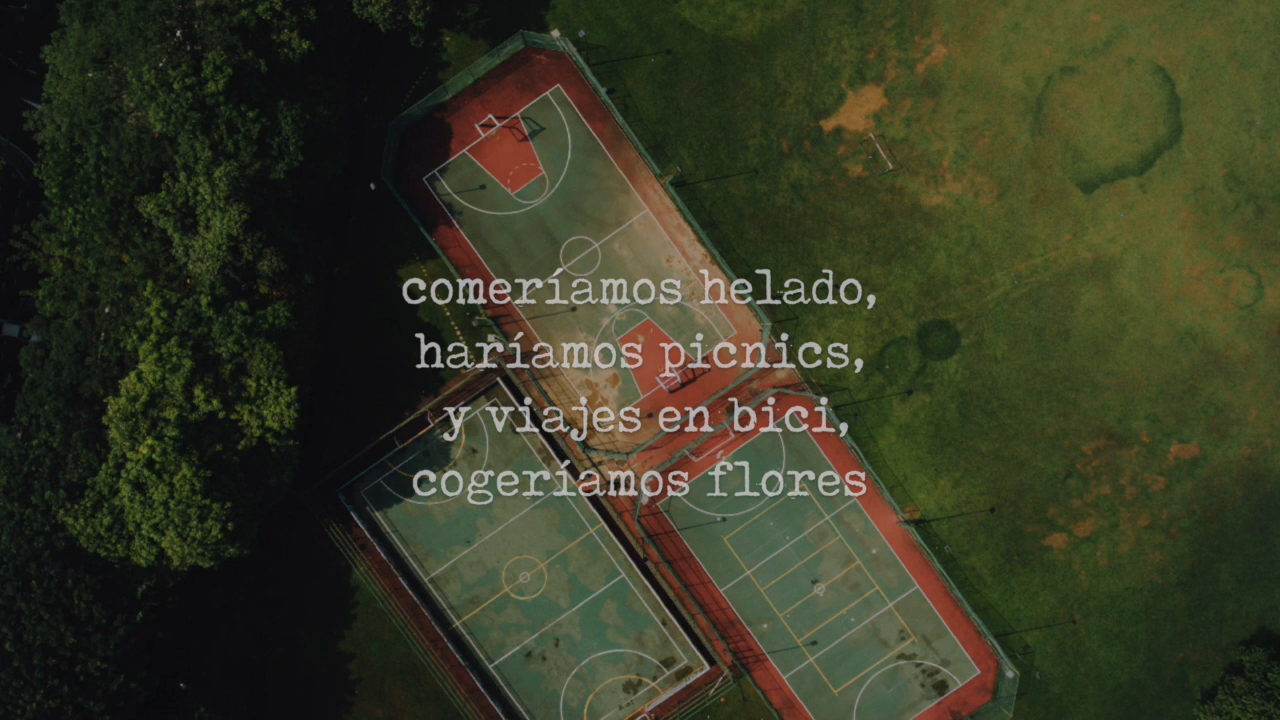 comeríamos helado,
haríamos picnics,
y viajes en bici,
cogeríamos flores